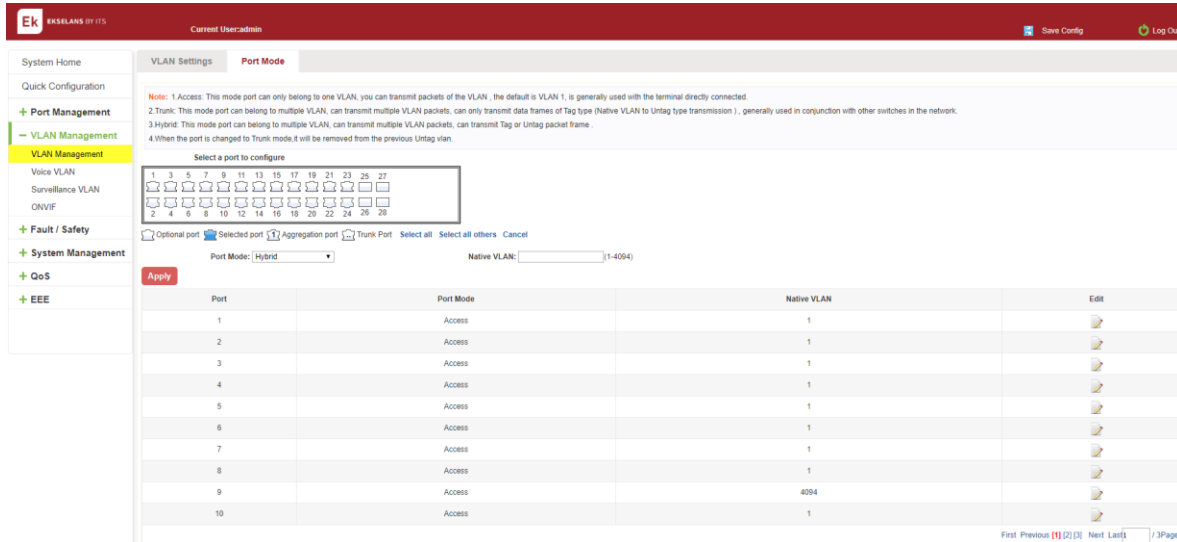 Ek EKSELANS BY ITS
Current User:admin
Save Config
Log Ou
System Home
Quick Configuration
Port Management
VLAN Management
VLAN Management
Voice VLAN
Surveillance VLAN
ONVIF
Fault / Safety
System Management
QoS
EEE
VLAN Settings Port Mode
Note: 1.Access: This mode port can only belong to one VLAN, you can transmit packets of the VLAN , the default is VLAN 1, is generally used with the terminal directly connected.
2.Trunk: This mode port can belong to multiple VLAN, can transmit multiple VLAN packets, can only transmit data frames of Tag type (Native VLAN to Untag type transmission ) , generally used in conjunction with other switches in the network.
3.Hybrid: This mode port can belong to multiple VLAN, can transmit multiple VLAN packets, can transmit Tag or Untag packet frame .
4.When the port is changed to Trunk mode,it will be removed from the previous Untag vlan.
Select a port to configure
1 3 5 7 9 11 13 15 17 19 21 23 25 27
2 4 6 8 10 12 14 16 18 20 22 24 26 28
Optional port Selected port 1 Aggregation port Trunk Port Select all Select all others Cancel
Port Mode: Hybrid Native VLAN: (1-4094)
Apply
Port Port Mode Native VLAN Edit
1 Access 1
2 Access 1
3 Access 1
4 Access 1
5 Access 1
6 Access 1
7 Access 1
8 Access 1
9 Access 4094
10 Access 1
First Previous [1] [2] [3] Next Last 1 / 3Page